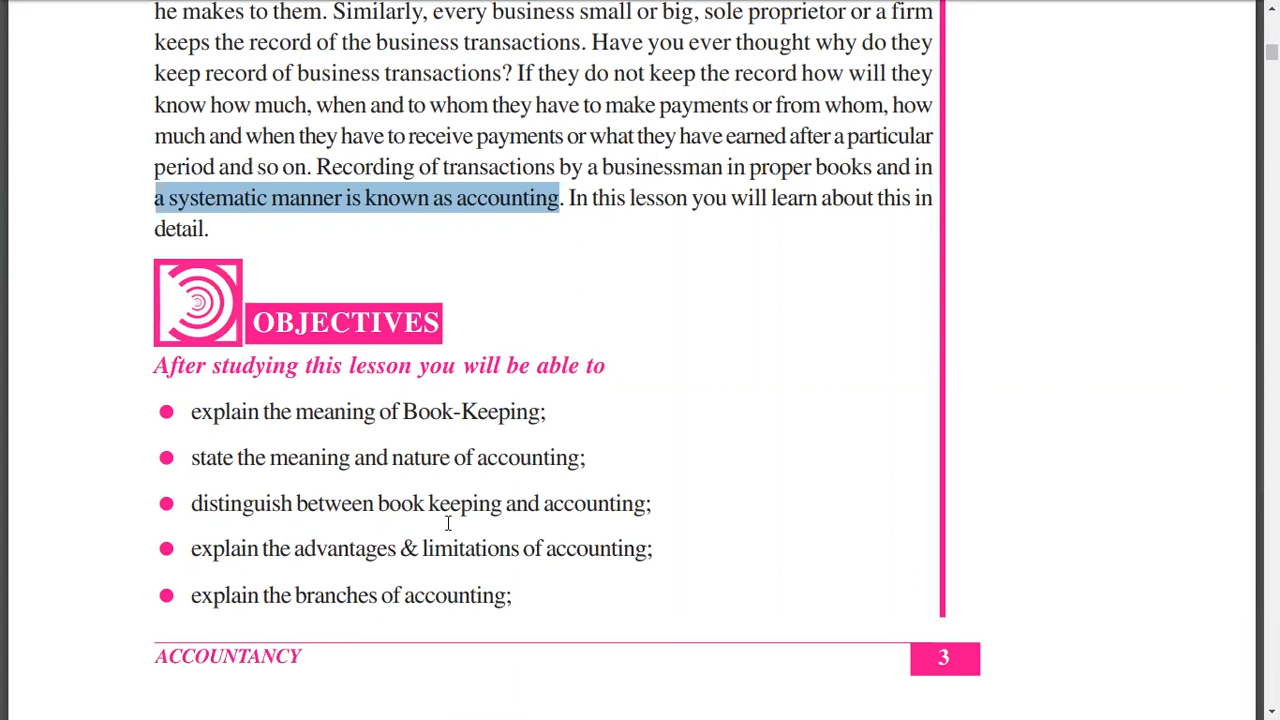 he makes to them. Similarly, every business small or big, sole proprietor or a firm
keeps the record of the business transactions. Have you ever thought why do they
keep record of business transactions? If they do not keep the record how will they
know how much, when and to whom they have to make payments or from whom, how
much and when they have to receive payments or what they have earned after a particular
period and so on. Recording of transactions by a businessman in proper books and in
a systematic manner is known as accounting. In this lesson you will learn about this in
detail.
OBJECTIVES
After studying this lesson you will be able to
explain the meaning of Book-Keeping;
state the meaning and nature of accounting;
distinguish between book keeping and accounting;
explain the advantages & limitations of accounting;
explain the branches of accounting;
ACCOUNTANCY
3